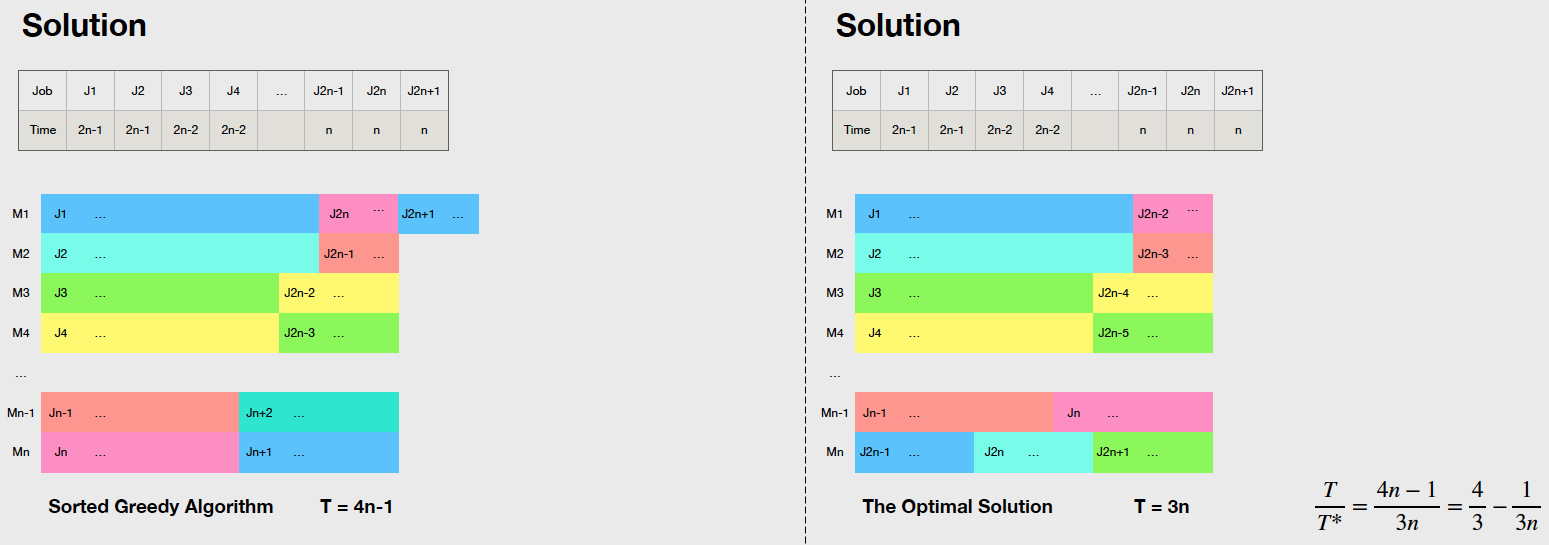 Solution
Job J1 J2 J3 J4 ... J2n-1 J2n J2n+1
Time 2n-1 2n-1 2n-2 2n-2 n n n
M1 J1 ... J2n ... J2n+1 ...
M2 J2 ... J2n-1 ...
M3 J3 ... J2n-2 ...
M4 J4 ... J2n-3 ...
...
Mn-1 Jn-1 ... Jn+2 ...
Mn Jn ... Jn+1 ...
Sorted Greedy Algorithm T = 4n-1
Solution
Job J1 J2 J3 J4 ... J2n-1 J2n J2n+1
Time 2n-1 2n-1 2n-2 2n-2 n n n
M1 J1 ... J2n-2 ...
M2 J2 ... J2n-3 ...
M3 J3 ... J2n-4 ...
M4 J4 ... J2n-5 ...
...
Mn-1 Jn-1 ... Jn ...
Mn J2n-1 ... J2n ... J2n+1 ...
The Optimal Solution T = 3n
T/T* = (4n − 1)/3n = 4/3 − 1/3n